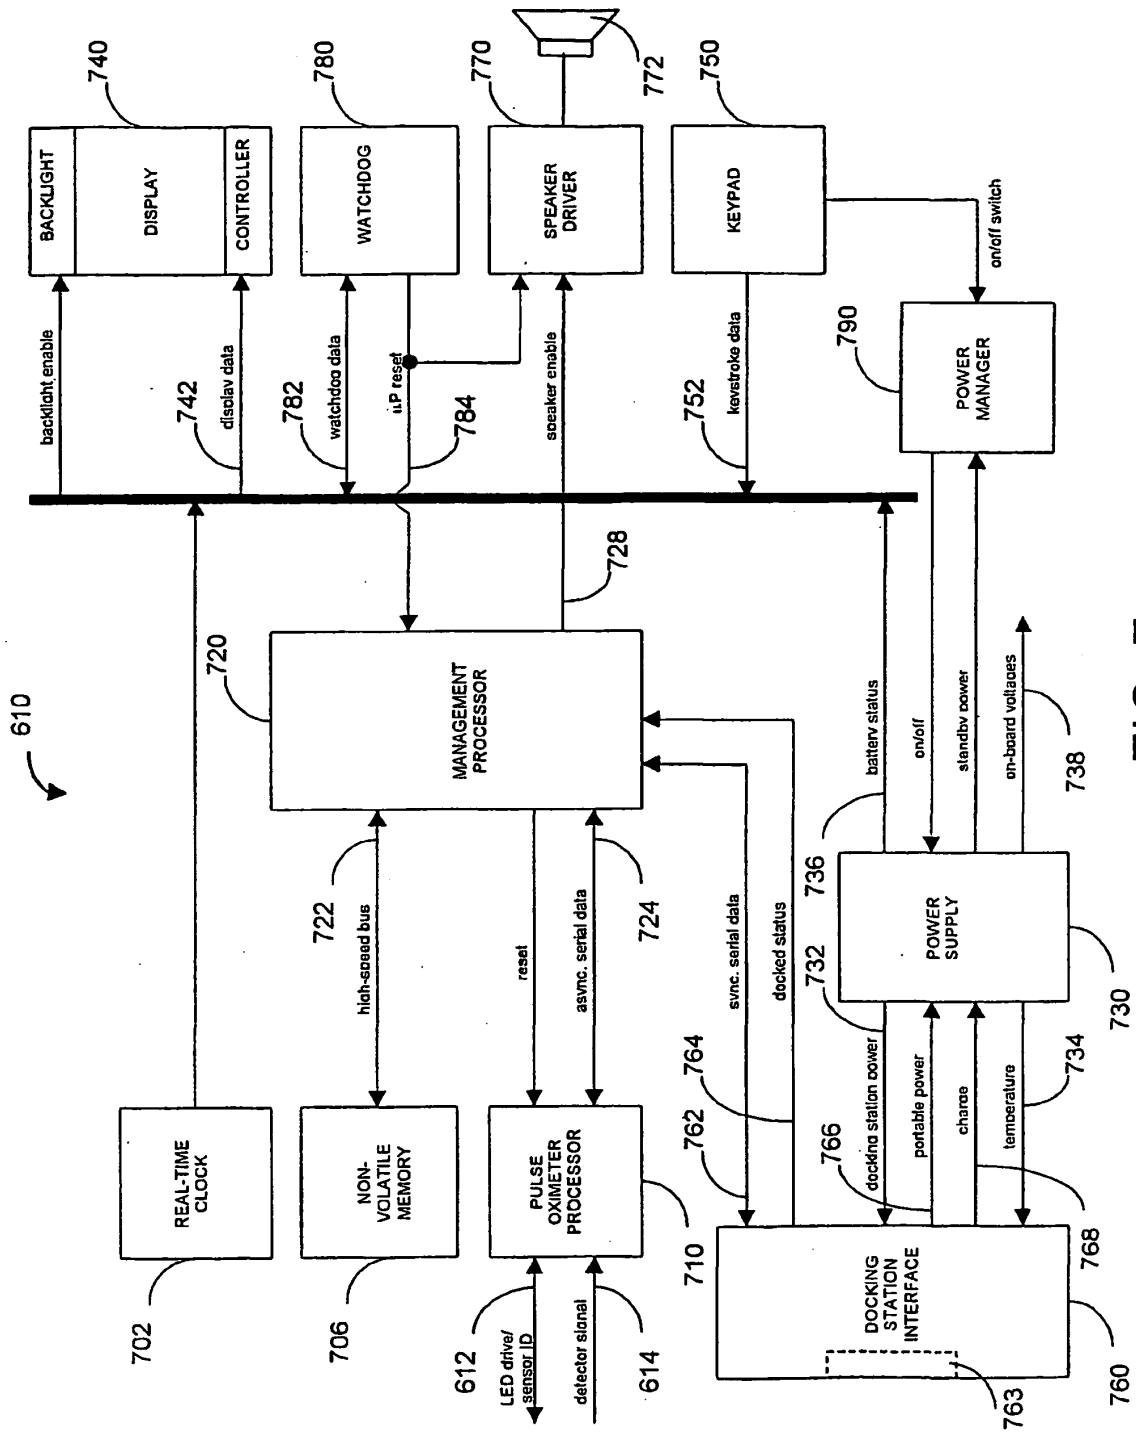 610
REAL-TIME
CLOCK
702
BACKLIGHT
DISPLAY
CONTROLLER
740
backlight enable
display data
742
720
NON-
VOLATILE
MEMORY
706
722
high-speed bus
MANAGEMENT
PROCESSOR
WATCHDOG
780
782
watchdog data
µP reset
784
612
LED drive/
sensor ID
detector signal
614
PULSE
OXIMETER
PROCESSOR
710
reset
async. serial data
724
728
speaker enable
SPEAKER
DRIVER
770
772
762
764
sync. serial data
docked status
752
keystroke data
KEYPAD
750
on/off switch
DOCKING
STATION
INTERFACE
760
763
732
docking station power
766
portable power
charge
768
temperature
734
POWER
SUPPLY
730
736
battery status
on/off
standby power
on-board voltages
738
790
POWER
MANAGER